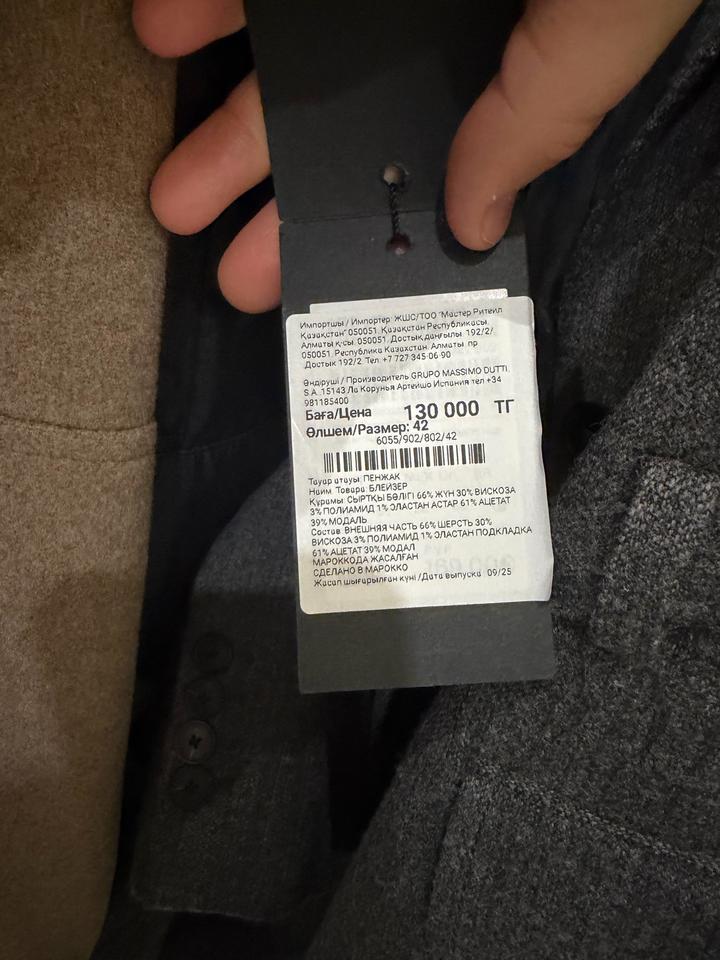 Импортшы / Импортер: ЖШС/ТОО "Мастер Ритейл
Қазақстан" 050051, Қазақстан Республикасы,
Алматы қ-сы, 050051, Достық даңғылы, 192/2/
050051, Республика Казахстан, Алматы, пр.
Достык 192/2. Тел: +7 727 345-06-90
Өндіруші / Производитель GRUPO MASSIMO DUTTI,
S.A. 15143 Ла Корунья Артейшо Испания тел +34
981185400
Баға/Цена 130 000 ТГ
Өлшем/Размер: 42
6055/902/802/42
Тауар атауы: ПЕНЖАК
Наим. Товара: БЛЕЙЗЕР
Құрамы: СЫРТҚЫ БӨЛІГІ 66% ЖҮН 30% ВИСКОЗА
3% ПОЛИАМИД 1% ЭЛАСТАН АСТАР 61% АЦЕТАТ
39% МОДАЛЬ
Состав: ВНЕШНЯЯ ЧАСТЬ 66% ШЕРСТЬ 30%
ВИСКОЗА 3% ПОЛИАМИД 1% ЭЛАСТАН ПОДКЛАДКА
61% АЦЕТАТ 39% МОДАЛ
МАРОККОДА ЖАСАЛҒАН
СДЕЛАНО В МАРОККО
Жасап шығарылған күні /Дата выпуска: 09/25